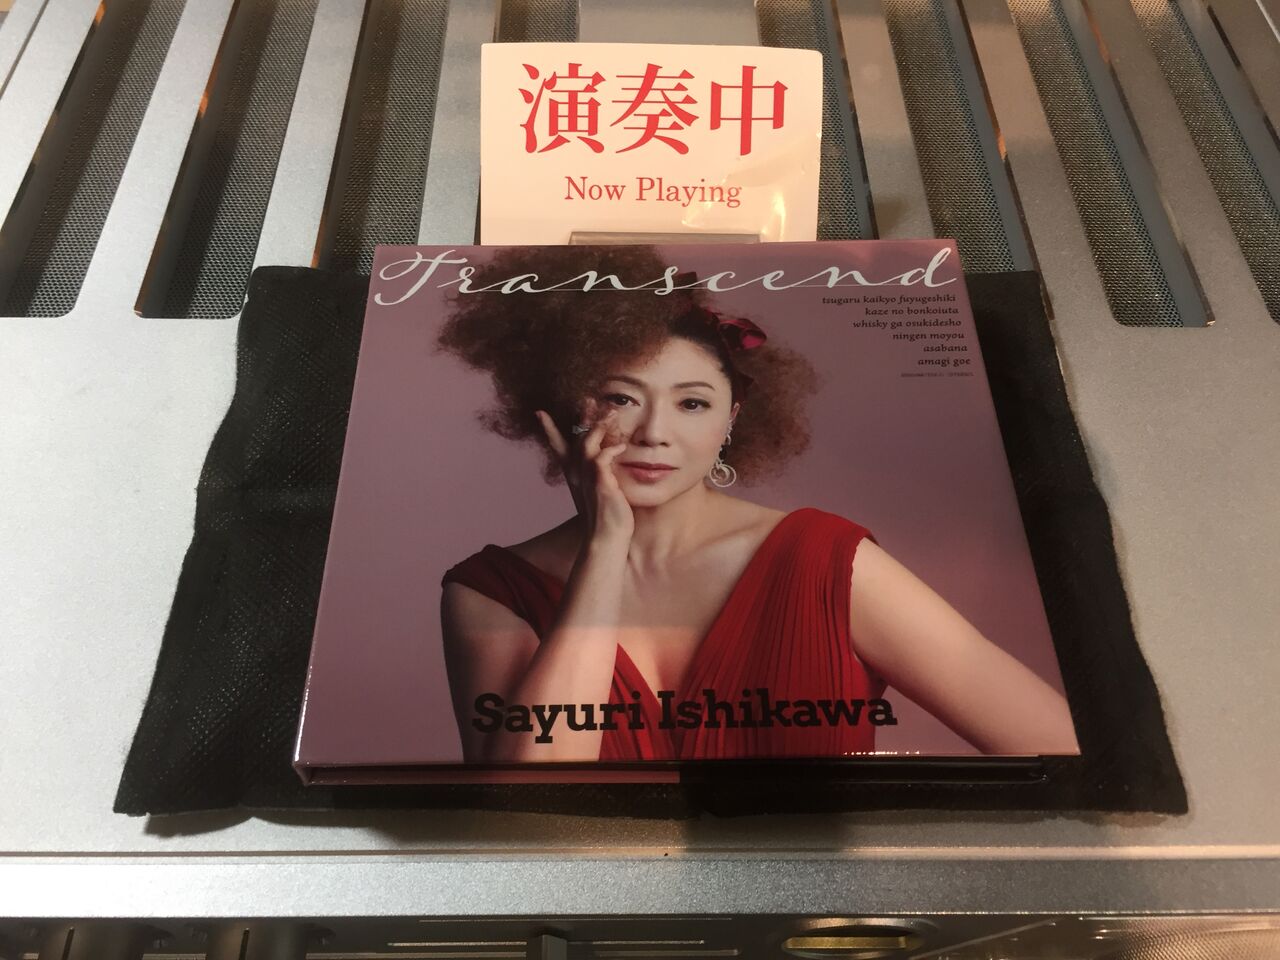 演奏中
Now Playing
Transcend
tsugaru kaikyo fuyugeshiki
kaze no bonkoiuta
whisky ga osukidesho
ningen moyou
asabana
amagi goe
Sayuri Ishikawa